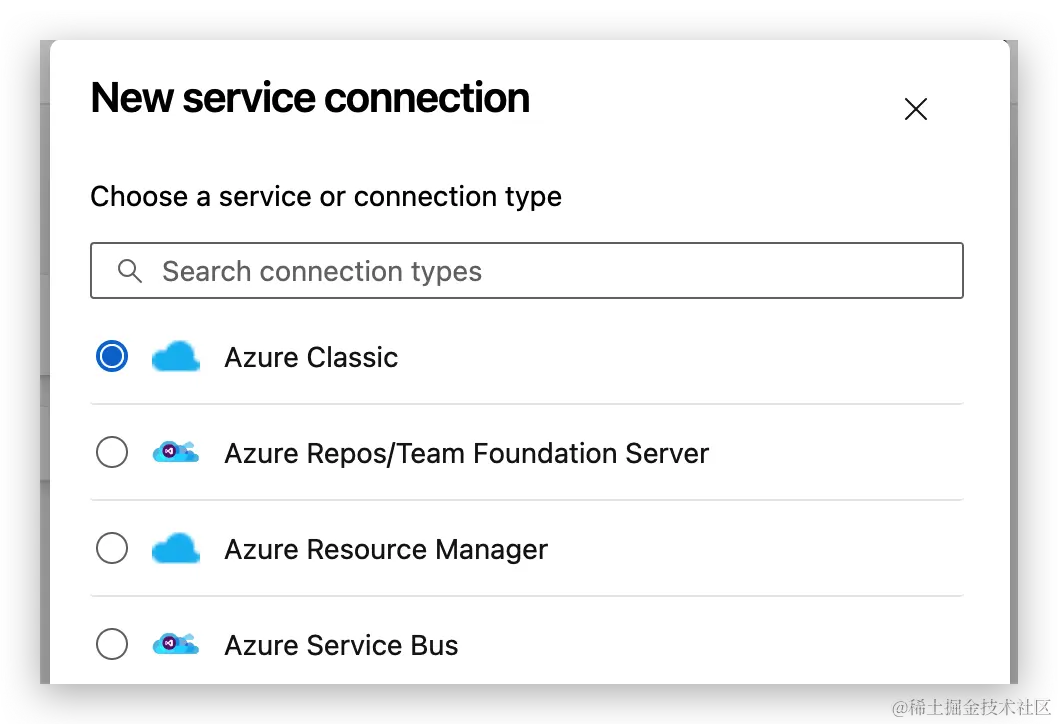 New service connection
Choose a service or connection type
Search connection types
Azure Classic
Azure Repos/Team Foundation Server
Azure Resource Manager
Azure Service Bus
@稀土掘金技术社区